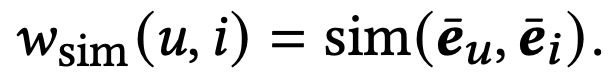 w_sim(u, i) = sim(ē_u, ē_i).